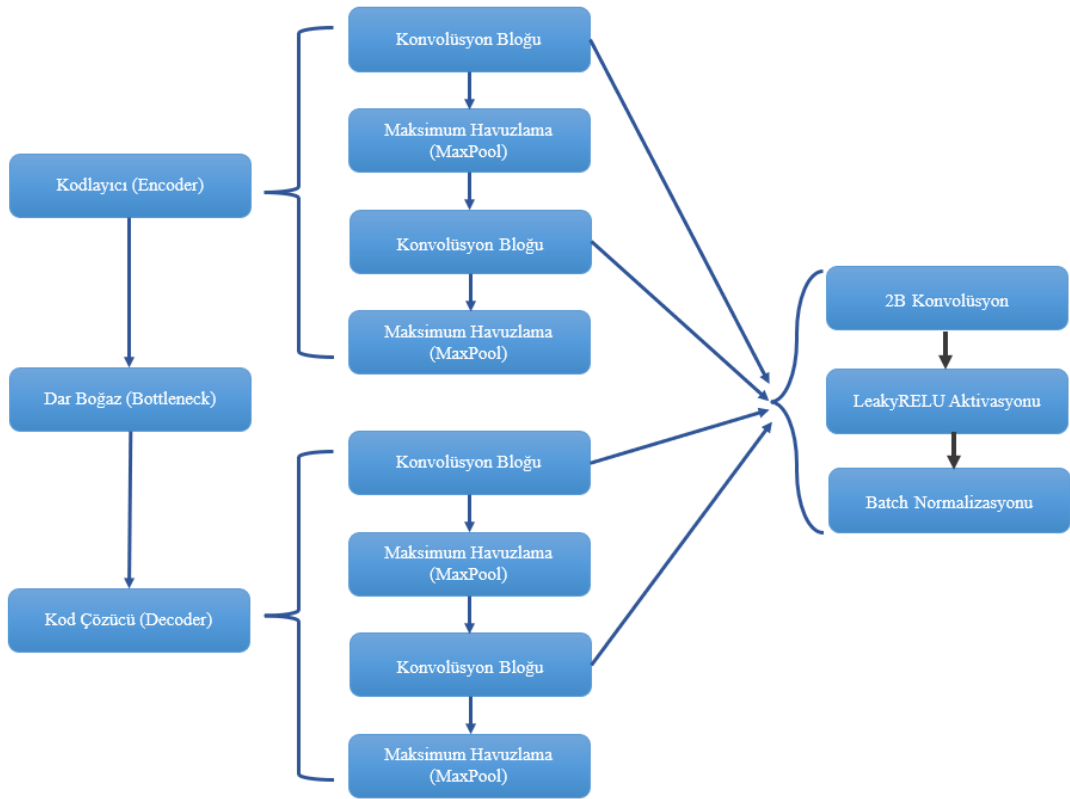 Kodlayıcı (Encoder)
Dar Boğaz (Bottleneck)
Kod Çözücü (Decoder)
Konvolüsyon Bloğu
Maksimum Havuzlama
(MaxPool)
Konvolüsyon Bloğu
Maksimum Havuzlama
(MaxPool)
Konvolüsyon Bloğu
Maksimum Havuzlama
(MaxPool)
Konvolüsyon Bloğu
Maksimum Havuzlama
(MaxPool)
2B Konvolüsyon
LeakyRELU Aktivasyonu
Batch Normalizasyonu